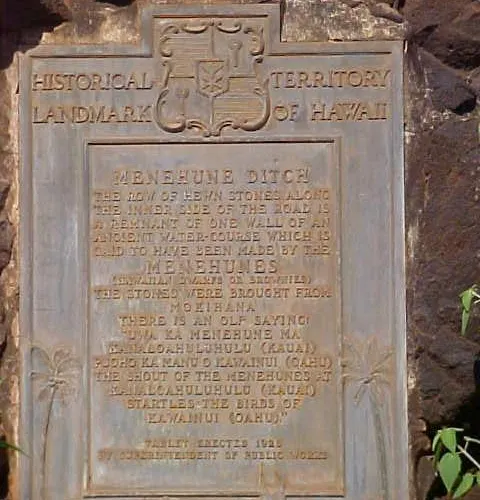 HISTORICAL TERRITORY
LANDMARK OF HAWAII
MENEHUNE DITCH
THE ROW OF HEWN STONES ALONG
THE INNER SIDE OF THE ROAD IS
A REMNANT OF ONE WALL OF AN
ANCIENT WATER-COURSE WHICH IS
SAID TO HAVE BEEN MADE BY THE
MENEHUNES
(HAWAIIAN DWARFS OR BROWNIES)
THE STONES WERE BROUGHT FROM
MOKIHANA
THERE IS AN OLD SAYING:
"UWA KA MENEHUNE MA
(KAUAI)
PUOHO KA MANU O KAWAINUI (OAHU)
THE SHOUT OF THE MENEHUNES AT
(KAUAI)
STARTLES THE BIRDS OF
KAWAINUI (OAHU)."
TABLET ERECTED 1928
BY SUPERINTENDENT OF PUBLIC WORKS